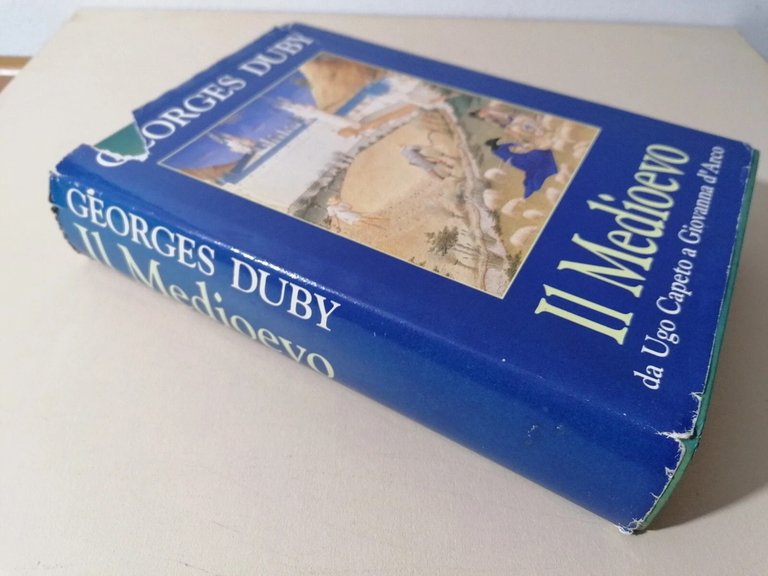 GEORGES DUBY
Il Medioevo
da Ugo Capeto a Giovanna d'Arco
GEORGES DUBY
Il Medioevo